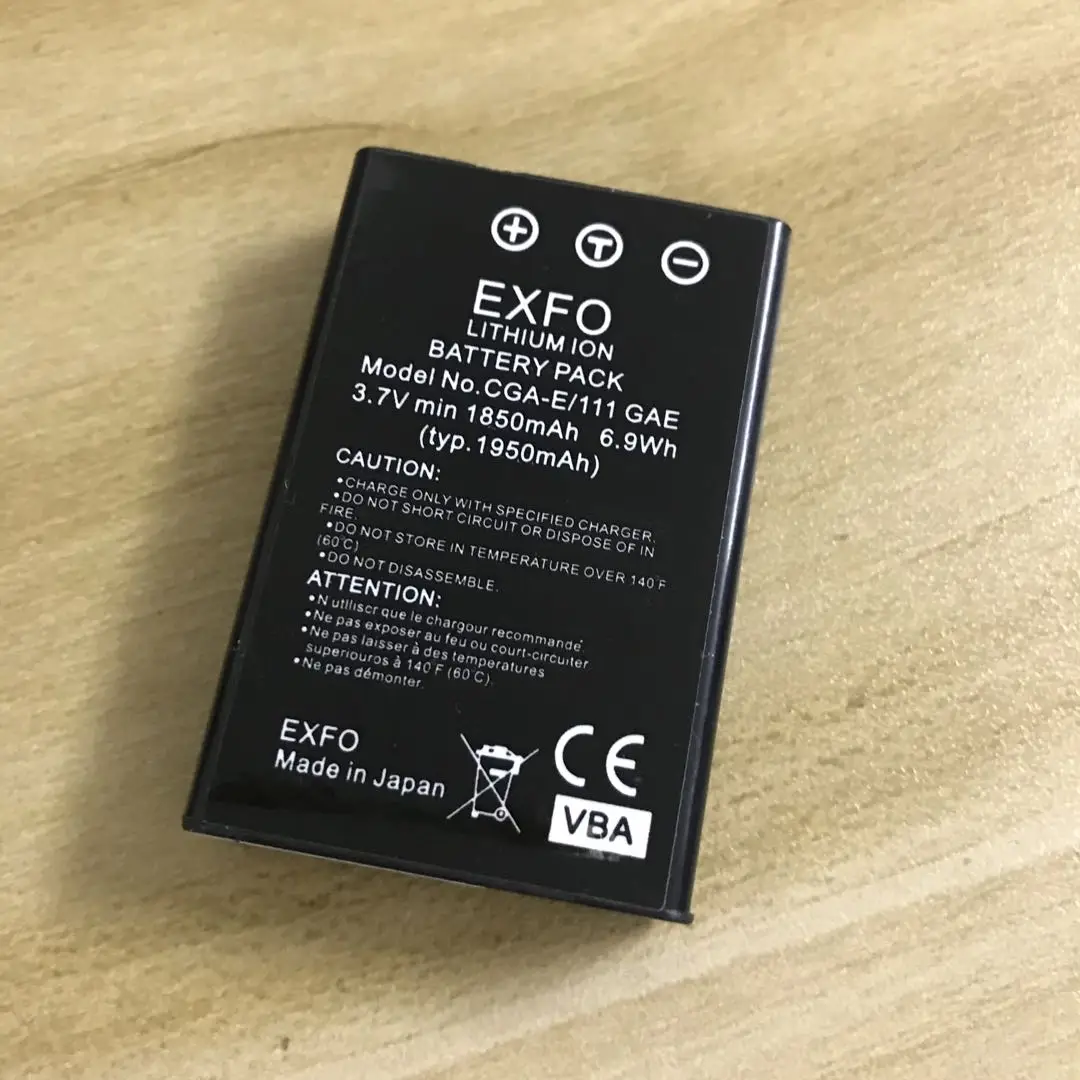 + T −
EXFO
LITHIUM ION
BATTERY PACK
Model No.CGA-E/111 GAE
3.7V min 1850mAh 6.9Wh
(typ.1950mAh)
CAUTION:
•CHARGE ONLY WITH SPECIFIED CHARGER.
•DO NOT SHORT CIRCUIT OR DISPOSE OF IN
FIRE.
•DO NOT STORE IN TEMPERATURE OVER 140°F
(60°C)
•DO NOT DISASSEMBLE.
ATTENTION:
•N utlliscr que le chargour recommande'
•Ne pas exposer au feu ou court-circuiter
•Ne pas laisser à des temperatures
superiouros à 140°F (60°C).
•Ne pas démonter.
EXFO
Made in Japan
CE
VBA